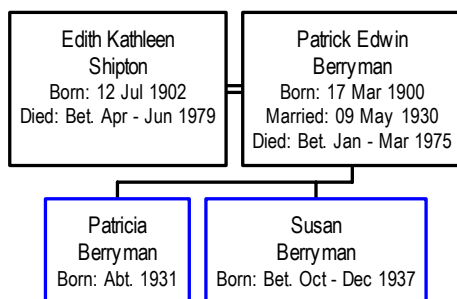 Edith Kathleen
Shipton
Born: 12 Jul 1902
Died: Bet. Apr - Jun 1979
Patrick Edwin
Berryman
Born: 17 Mar 1900
Married: 09 May 1930
Died: Bet. Jan - Mar 1975
Patricia
Berryman
Born: Abt. 1931
Susan
Berryman
Born: Bet. Oct - Dec 1937